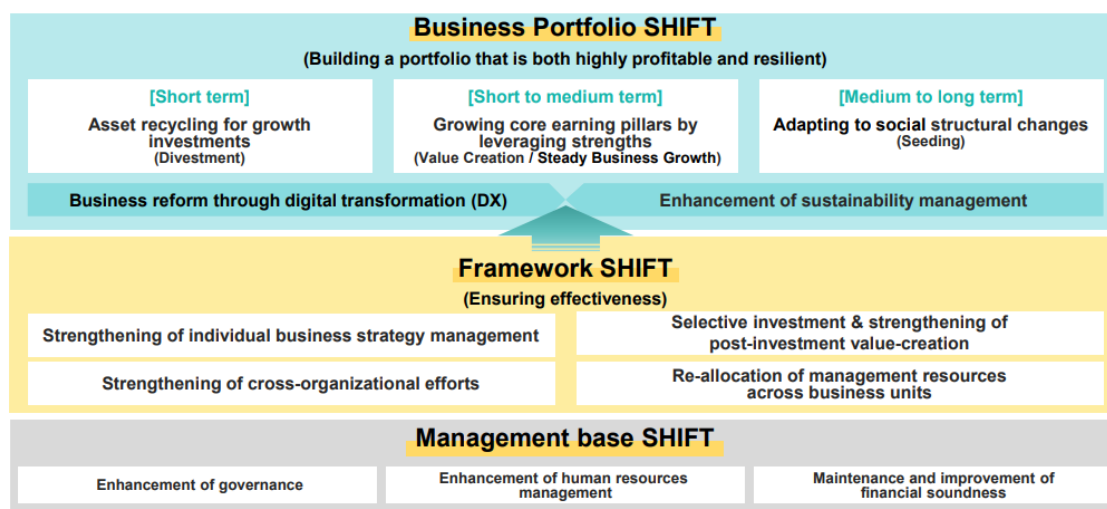 Business Portfolio SHIFT
(Building a portfolio that is both highly profitable and resilient)
[Short term]
Asset recycling for growth
investments
(Divestment)
[Short to medium term]
Growing core earning pillars by
leveraging strengths
(Value Creation / Steady Business Growth)
[Medium to long term]
Adapting to social structural changes
(Seeding)
Business reform through digital transformation (DX)
Enhancement of sustainability management
Framework SHIFT
(Ensuring effectiveness)
Strengthening of individual business strategy management
Selective investment & strengthening of
post-investment value-creation
Strengthening of cross-organizational efforts
Re-allocation of management resources
across business units
Management base SHIFT
Enhancement of governance
Enhancement of human resources
management
Maintenance and improvement of
financial soundness